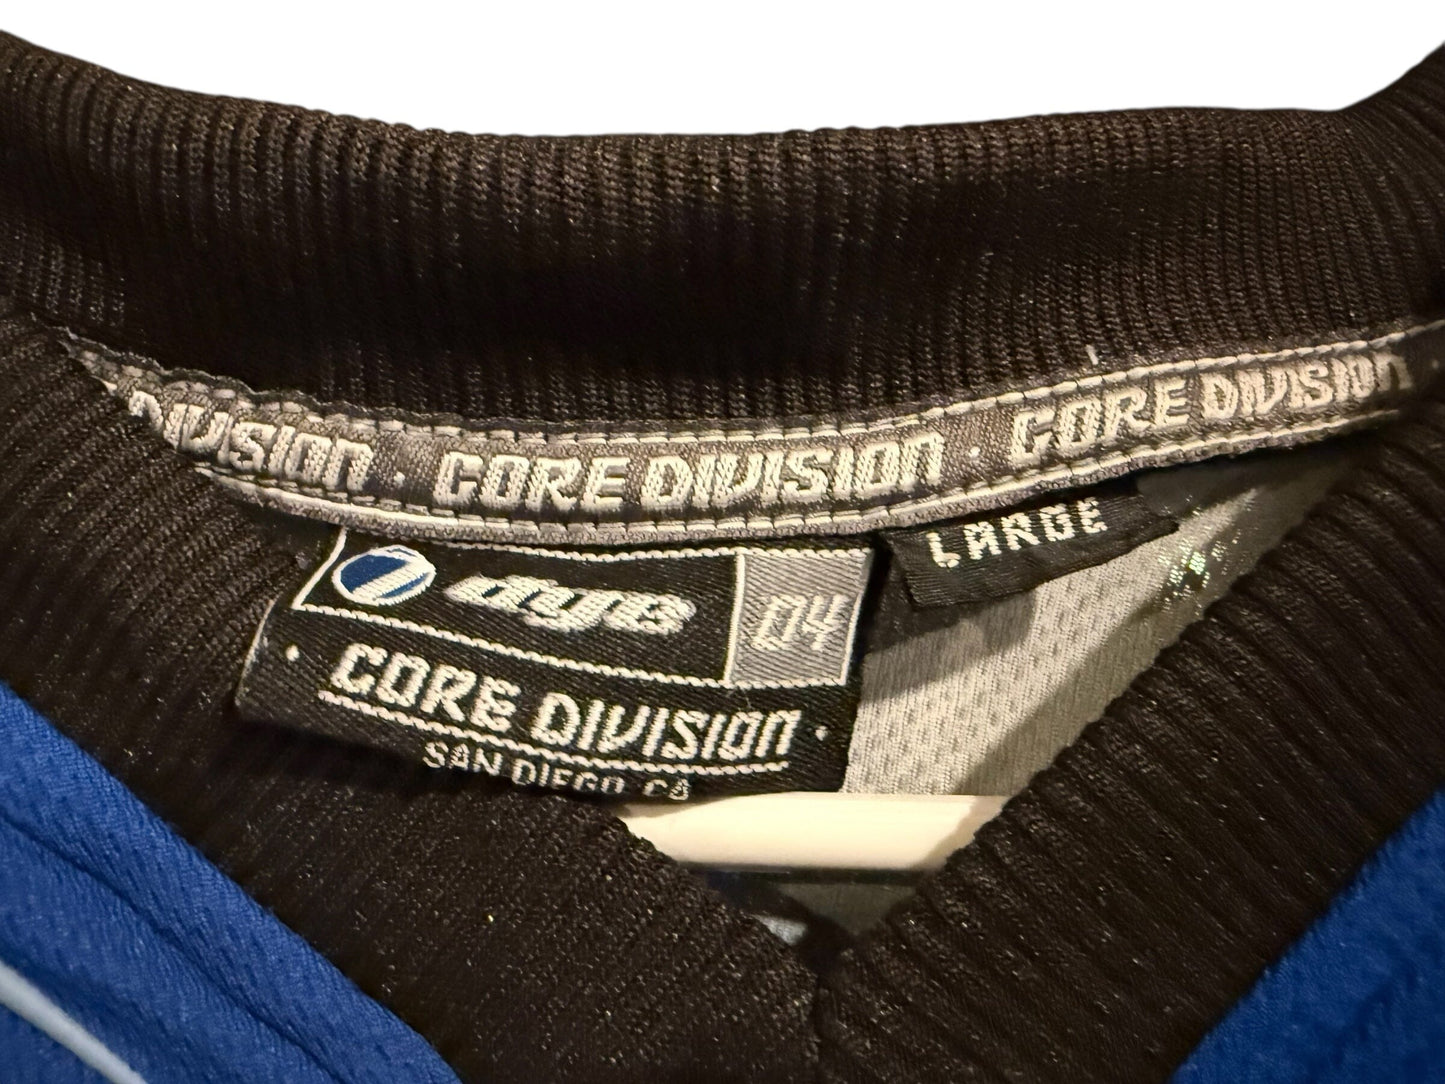 DIVISION · CORE DIVISION · CORE DIVISION
LARGE
dye 04
· CORE DIVISION ·
SAN DIEGO, CA